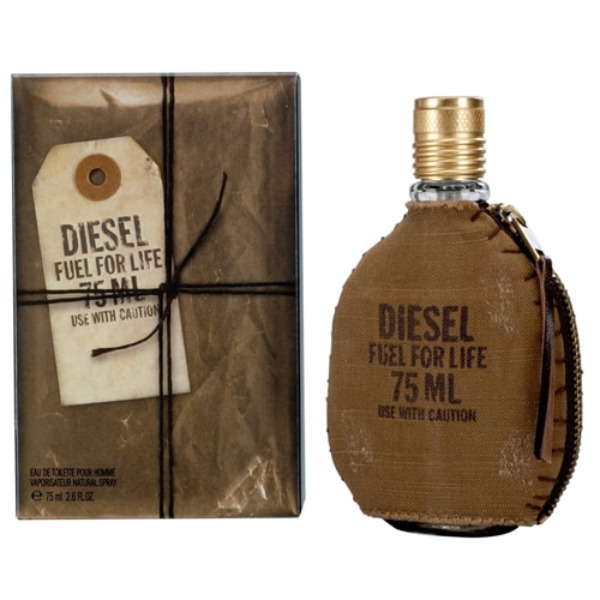 DIESEL
FUEL FOR LIFE
75 ML
USE WITH CAUTION
EAU DE TOILETTE POUR HOMME
VAPORISATEUR NATURAL SPRAY
e 75 ml 2.6 FL.OZ
DIESEL
FUEL FOR LIFE
75 ML
USE WITH CAUTION